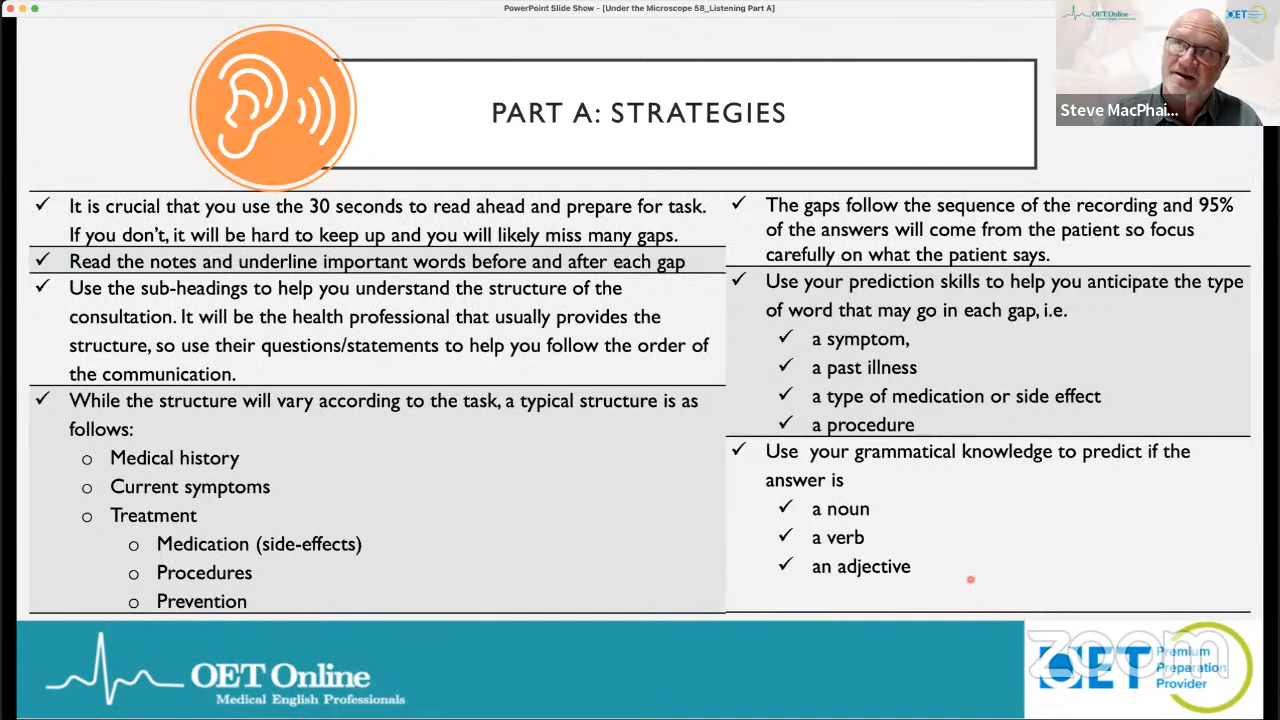 PowerPoint Slide Show - [Under the Microscope 58_Listening Part A]
OET Online
OET
Steve MacPhai...
PART A: STRATEGIES
It is crucial that you use the 30 seconds to read ahead and prepare for task.
If you don't, it will be hard to keep up and you will likely miss many gaps.
Read the notes and underline important words before and after each gap
Use the sub-headings to help you understand the structure of the
consultation. It will be the health professional that usually provides the
structure, so use their questions/statements to help you follow the order of
the communication.
While the structure will vary according to the task, a typical structure is as
follows:
Medical history
Current symptoms
Treatment
Medication (side-effects)
Procedures
Prevention
The gaps follow the sequence of the recording and 95%
of the answers will come from the patient so focus
carefully on what the patient says.
Use your prediction skills to help you anticipate the type
of word that may go in each gap, i.e.
a symptom,
a past illness
a type of medication or side effect
a procedure
Use your grammatical knowledge to predict if the
answer is
a noun
a verb
an adjective
OET Online
Medical English Professionals
zoom
OET
Premium
Preparation
Provider